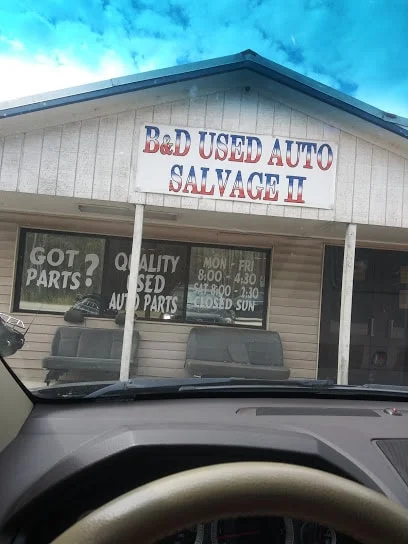 B&D USED AUTO
SALVAGE II
GOT
PARTS?
QUALITY
USED
AUTO PARTS
MON - FRI
8:00 - 4:30
SAT 8:00 - 2:30
CLOSED SUN